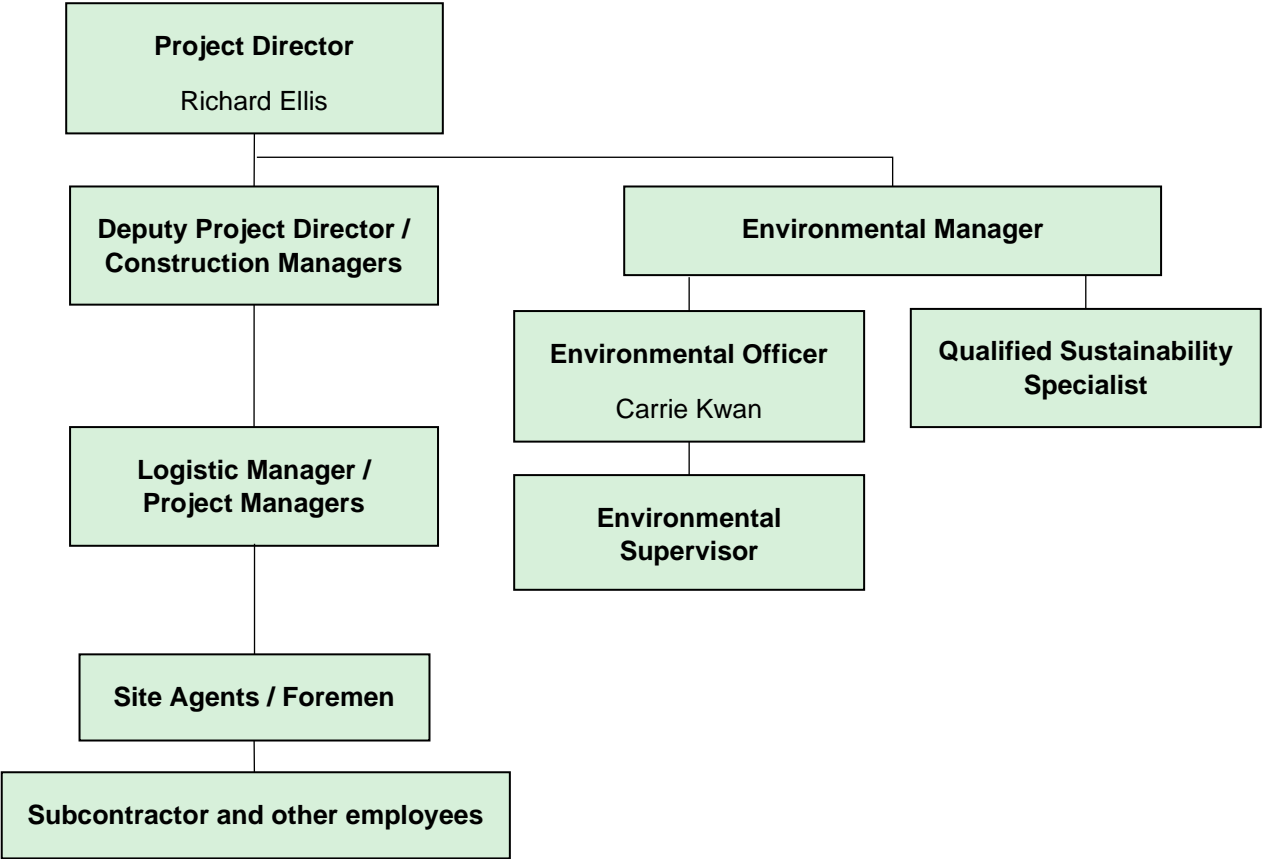 Project Director
Richard Ellis
Deputy Project Director /
Construction Managers
Environmental Manager
Environmental Officer
Carrie Kwan
Qualified Sustainability
Specialist
Logistic Manager /
Project Managers
Environmental
Supervisor
Site Agents / Foremen
Subcontractor and other employees